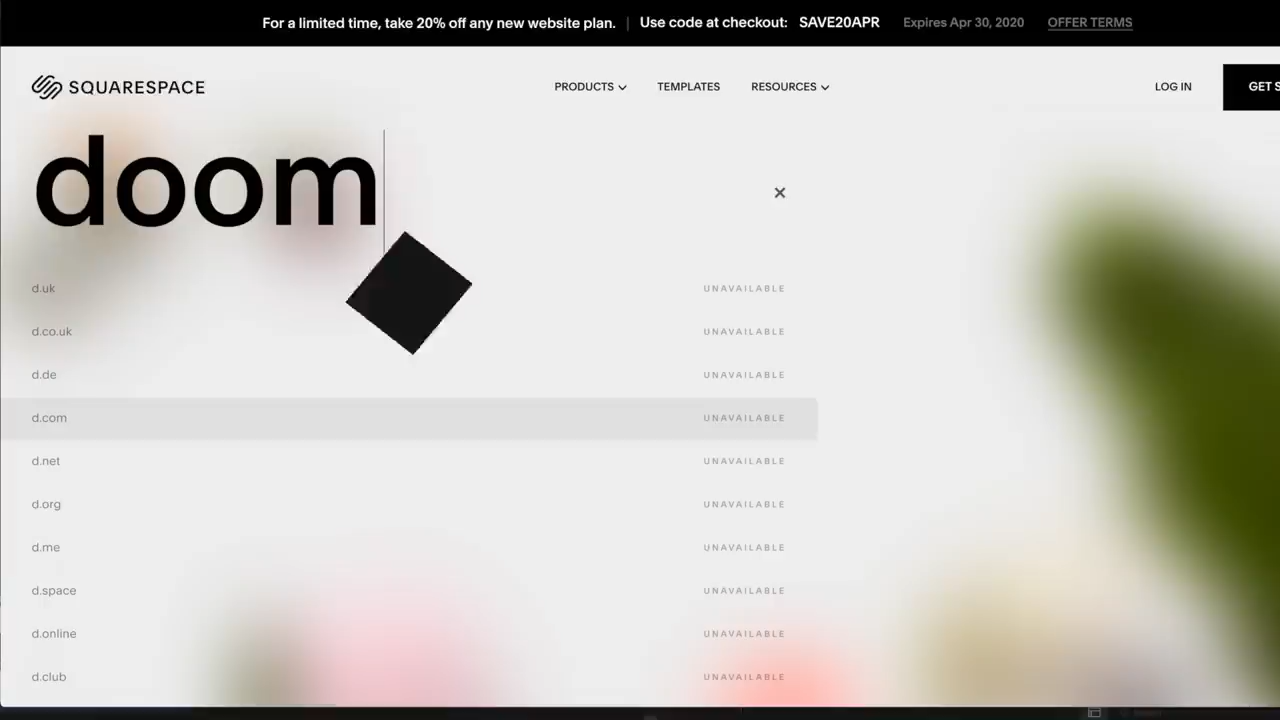 For a limited time, take 20% off any new website plan. | Use code at checkout: SAVE20APR Expires Apr 30, 2020 OFFER TERMS
SQUARESPACE PRODUCTS TEMPLATES RESOURCES LOG IN GET S
doom
d.uk UNAVAILABLE
d.co.uk UNAVAILABLE
d.de UNAVAILABLE
d.com UNAVAILABLE
d.net UNAVAILABLE
d.org UNAVAILABLE
d.me UNAVAILABLE
d.space UNAVAILABLE
d.online UNAVAILABLE
d.club UNAVAILABLE